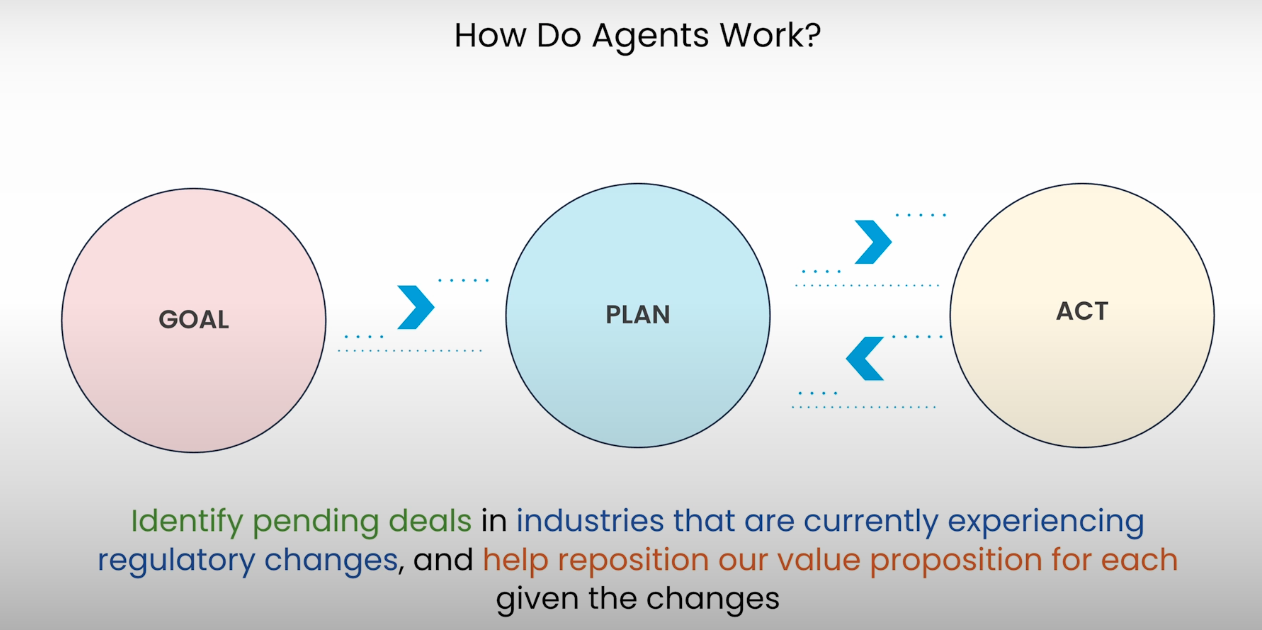 How Do Agents Work?
GOAL
PLAN
ACT
Identify pending deals in industries that are currently experiencing
regulatory changes, and help reposition our value proposition for each
given the changes